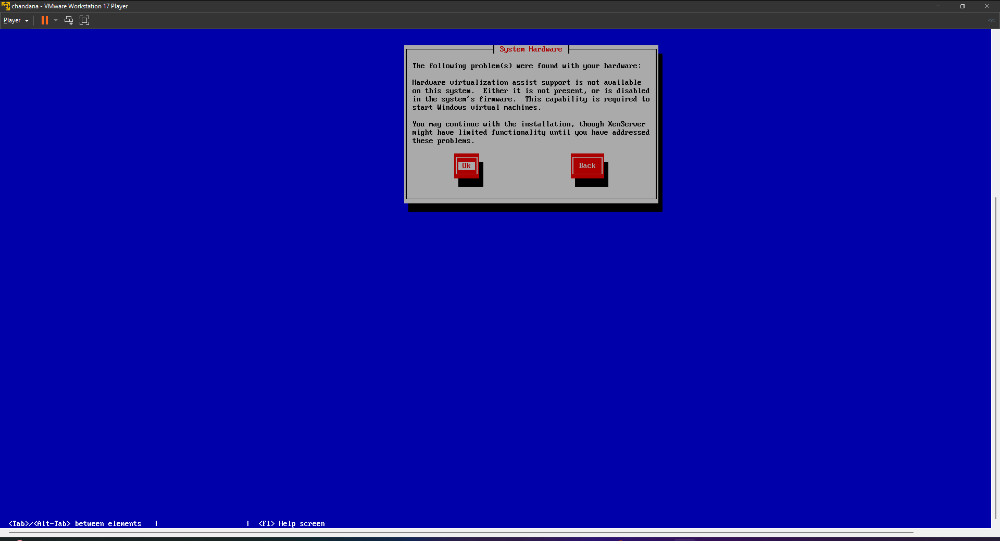 chandana - VMware Workstation 17 Player
Player
System Hardware
The following problem(s) were found with your hardware:
Hardware virtualization assist support is not available
on this system.  Either it is not present, or is disabled
in the system's firmware.  This capability is required to
start Windows virtual machines.
You may continue with the installation, though XenServer
might have limited functionality until you have addressed
these problems.
Ok Back
<Tab>/<Alt-Tab> between elements | | <F1> Help screen